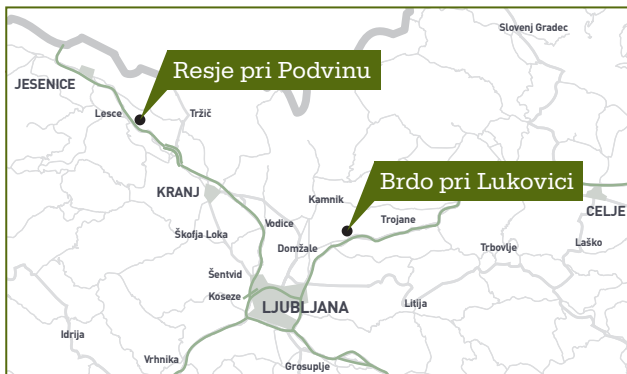 Slovenj Gradec
Resje pri Podvinu
JESENICE
Lesce
Tržič
Brdo pri Lukovici
KRANJ
Kamnik
CELJE
Trojane
Vodice
Škofja Loka
Domžale
Trbovlje
Laško
Šentvid
Koseze
LJUBLJANA
Litija
Idrija
Vrhnika
Grosuplje